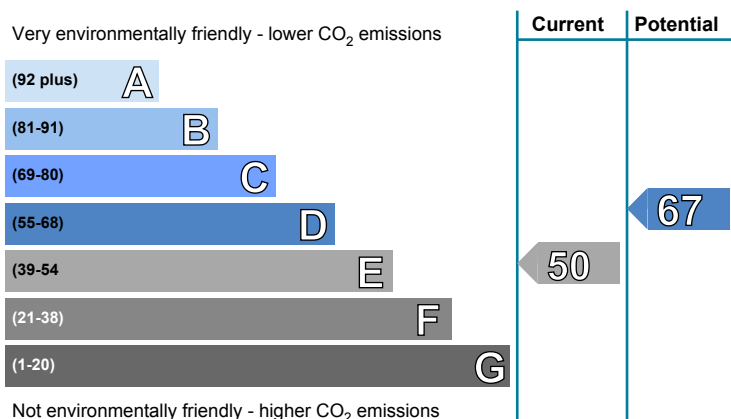 Very environmentally friendly - lower CO2 emissions
Current
Potential
(92 plus) A
(81-91) B
(69-80) C
(55-68) D
67
(39-54 E
50
(21-38) F
(1-20) G
Not environmentally friendly - higher CO2 emissions